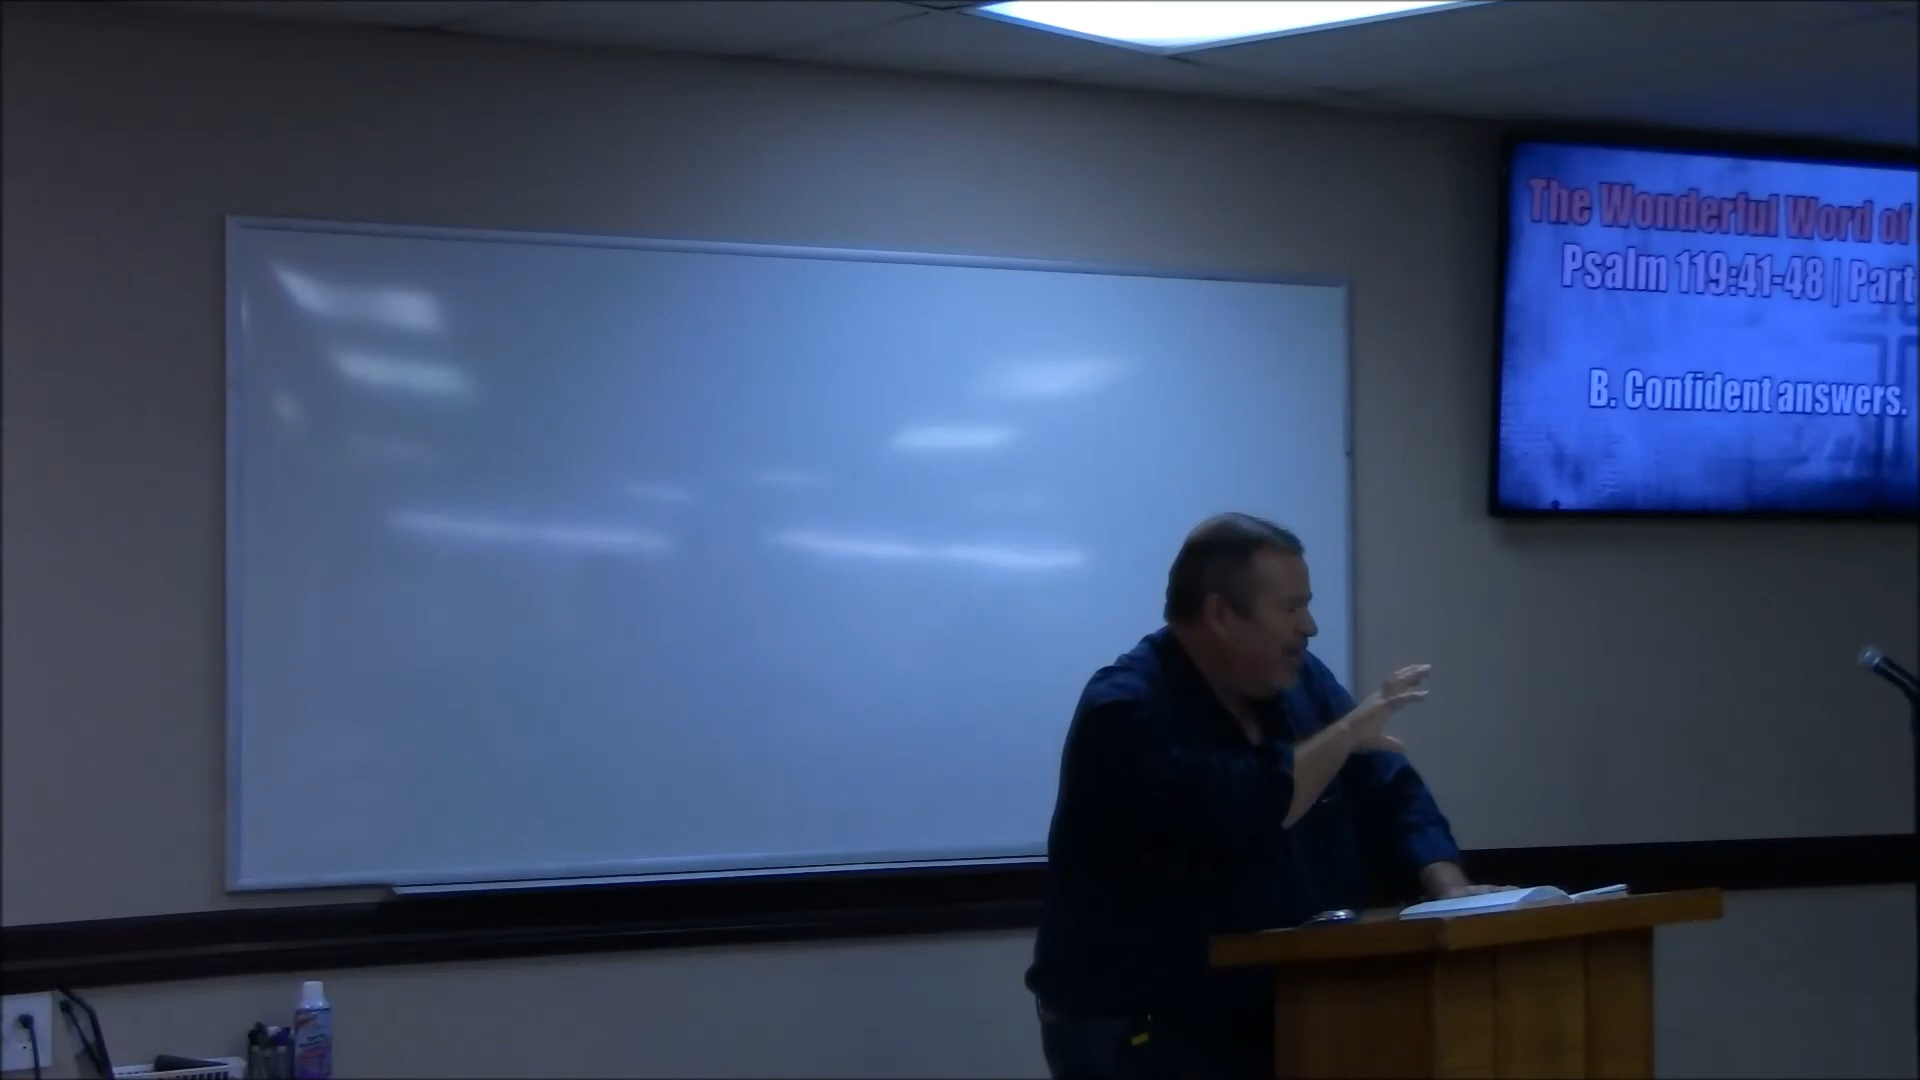 The Wonderful Word of
Psalm 119:41-48 | Part
B. Confident answers.